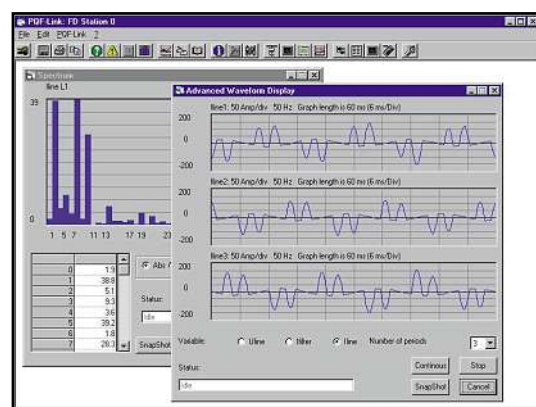 PQF-Link: FD Station 0
File Edit PQF-Link ?
Spectrum
Iline L1
39
0
1 5 7 11 13 17 19 23
0 1.9
1 38.8
2 5.1
3 9.3
4 3.6
5 39.2
6 1.8
7 28.3
Abs
Status:
Idle
SnapShot
Advanced Waveform Display
Iline1: 50 Amp/div 50 Hz Graph length is 60 ms (6 ms/Div)
200
0
-200
Iline2: 50 Amp/div 50 Hz Graph length is 60 ms (6 ms/Div)
200
0
-200
Iline3: 50 Amp/div 50 Hz Graph length is 60 ms (6 ms/Div)
200
0
-200
Variable: Uline Ifilter Iline Number of periods 3
Status:
Idle
Continous Stop
SnapShot Cancel